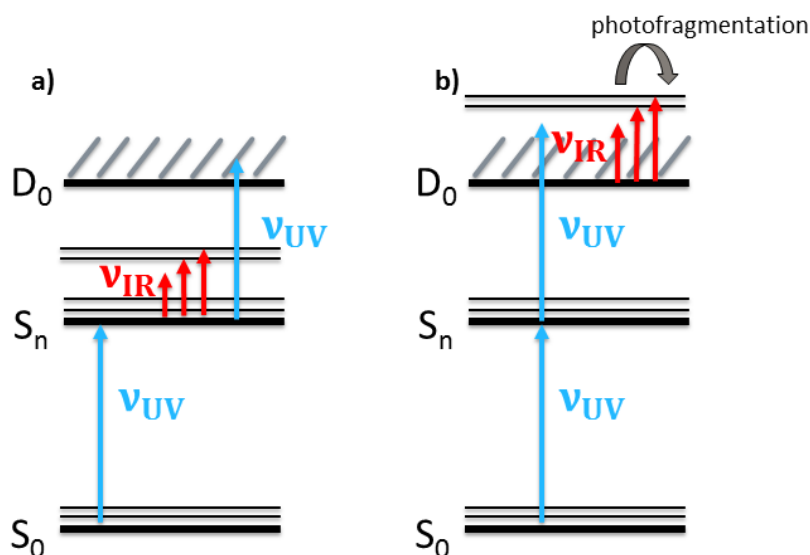 a)
D₀
νIR
νUV
Sₙ
νUV
S₀
b)
photofragmentation
νIR
D₀
νUV
Sₙ
νUV
S₀